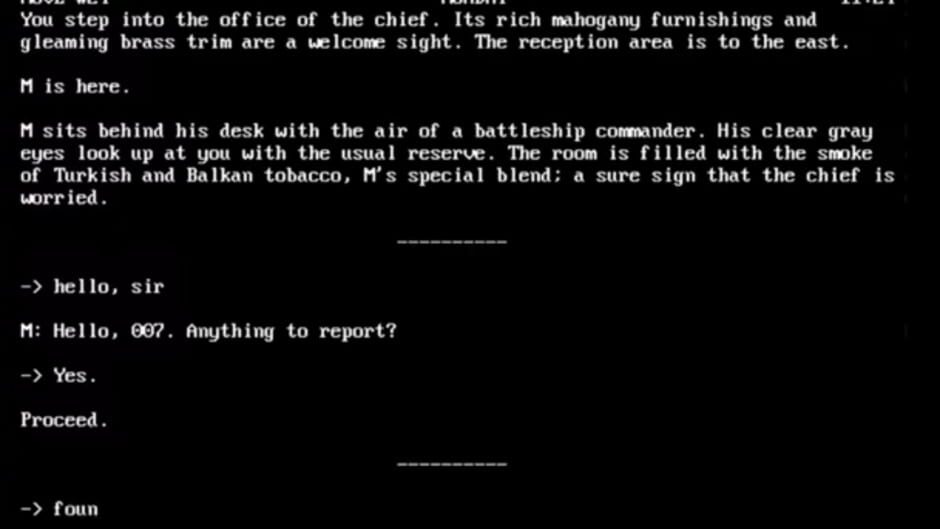 You step into the office of the chief. Its rich mahogany furnishings and
gleaming brass trim are a welcome sight. The reception area is to the east.
M is here.
M sits behind his desk with the air of a battleship commander. His clear gray
eyes look up at you with the usual reserve. The room is filled with the smoke
of Turkish and Balkan tobacco, M's special blend; a sure sign that the chief is
worried.
----------
-> hello, sir
M: Hello, 007. Anything to report?
-> Yes.
Proceed.
----------
-> foun